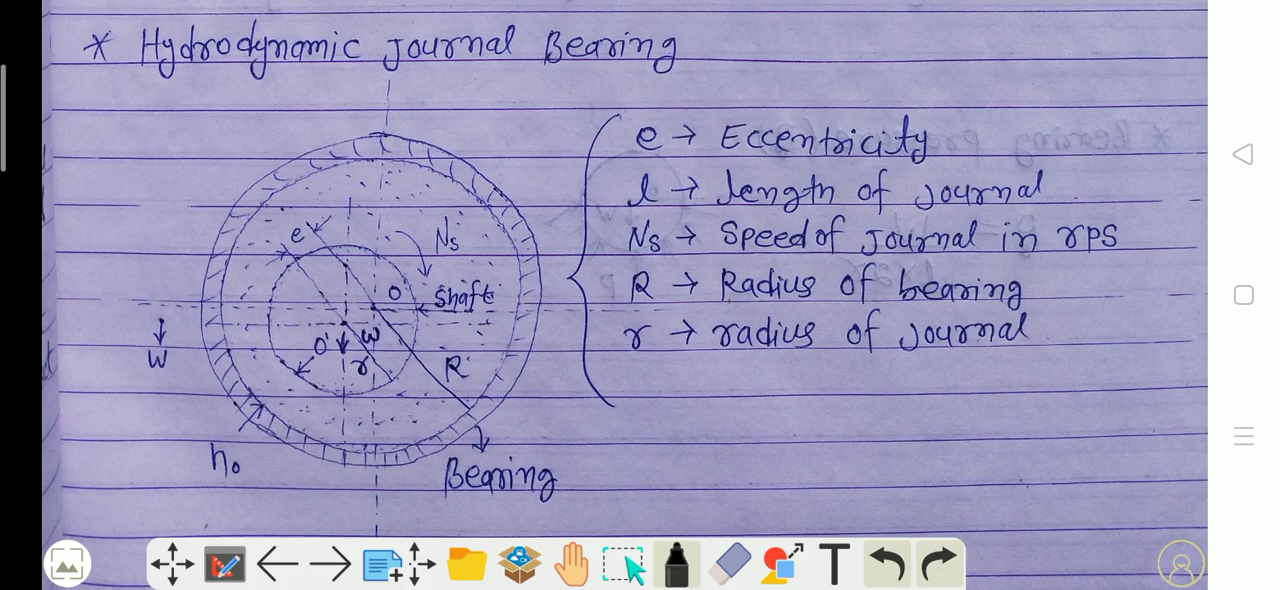 * Hydrodynamic Journal Bearing
e → Eccentricity
l → length of Journal
Ns → Speed of Journal in rps
R → Radius of bearing
r → radius of Journal
e
Ns
O
Shaft
W
O'
W
r
R
ho
Bearing
T